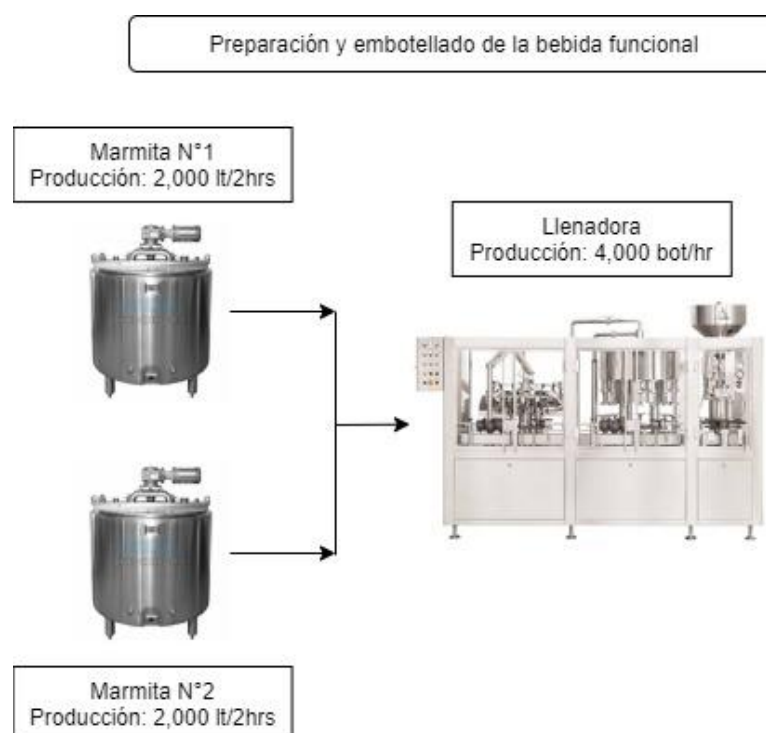 Preparación y embotellado de la bebida funcional
Marmita N°1
Producción: 2,000 lt/2hrs
Llenadora
Producción: 4,000 bot/hr
Marmita N°2
Producción: 2,000 lt/2hrs